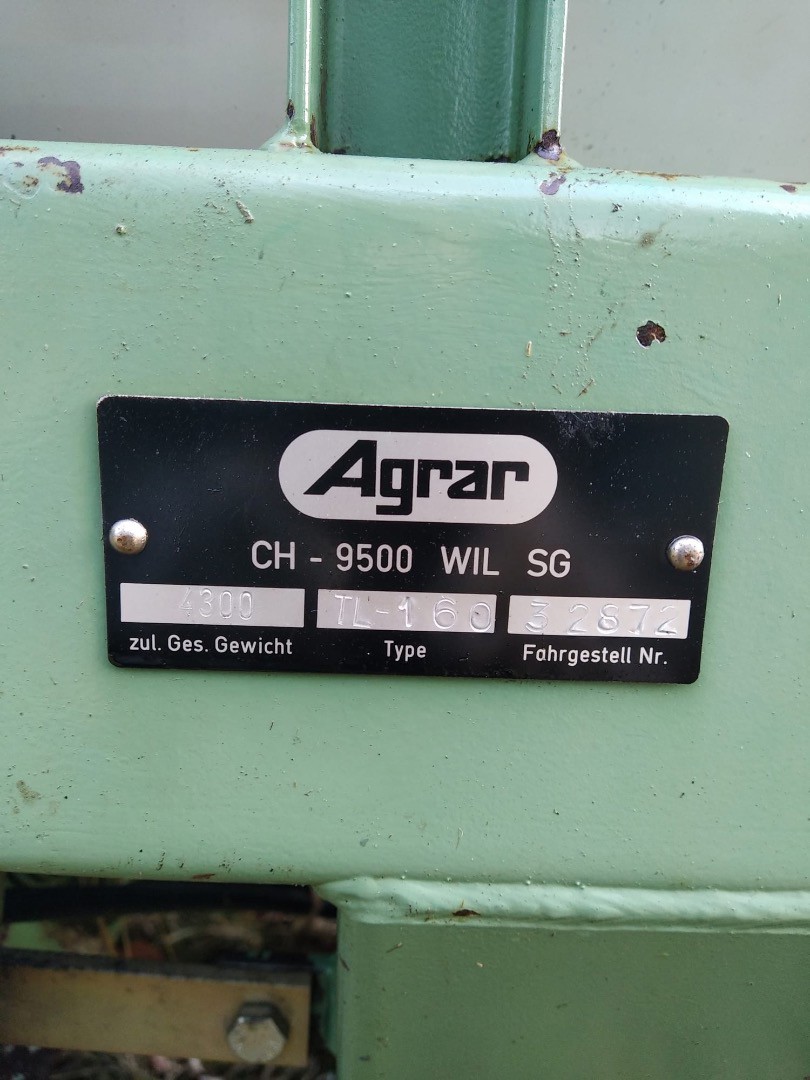 Agrar
CH - 9500 WIL SG
4300 TL-160 32872
zul. Ges. Gewicht Type Fahrgestell Nr.